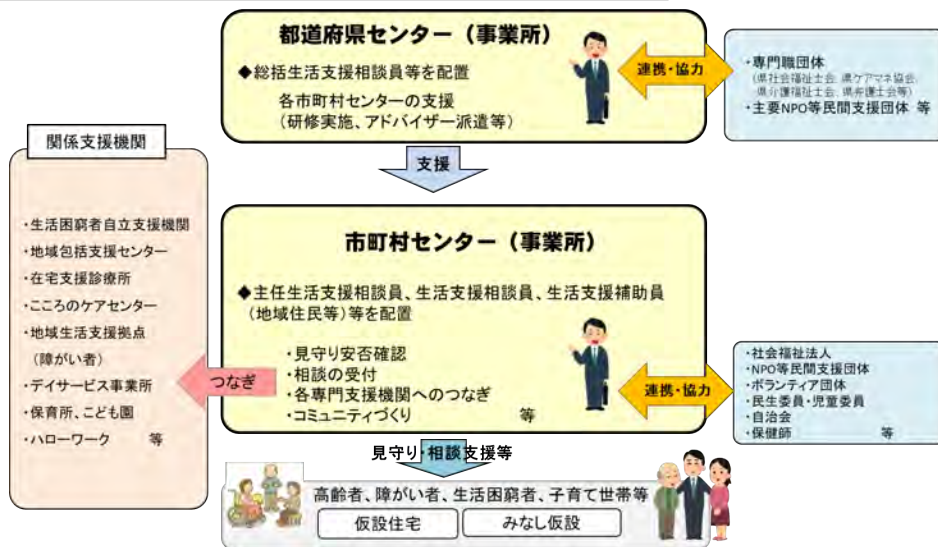 都道府県センター（事業所）
◆総括生活支援相談員等を配置
各市町村センターの支援
（研修実施、アドバイザー派遣等）
連携・協力
・専門職団体
（県社会福祉士会、県ケアマネ協会、
県介護福祉士会、県弁護士会等）
・主要NPO等民間支援団体 等
支援
関係支援機関
・生活困窮者自立支援機関
・地域包括支援センター
・在宅支援診療所
・こころのケアセンター
・地域生活支援拠点
（障がい者）
・デイサービス事業所
・保育所、こども園
・ハローワーク 等
つなぎ
市町村センター（事業所）
◆主任生活支援相談員、生活支援相談員、生活支援補助員
（地域住民等）等を配置
・見守り安否確認
・相談の受付
・各専門支援機関へのつなぎ
・コミュニティづくり 等
連携・協力
・社会福祉法人
・NPO等民間支援団体
・ボランティア団体
・民生委員・児童委員
・自治会
・保健師 等
見守り・相談支援等
高齢者、障がい者、生活困窮者、子育て世帯等
仮設住宅
みなし仮設